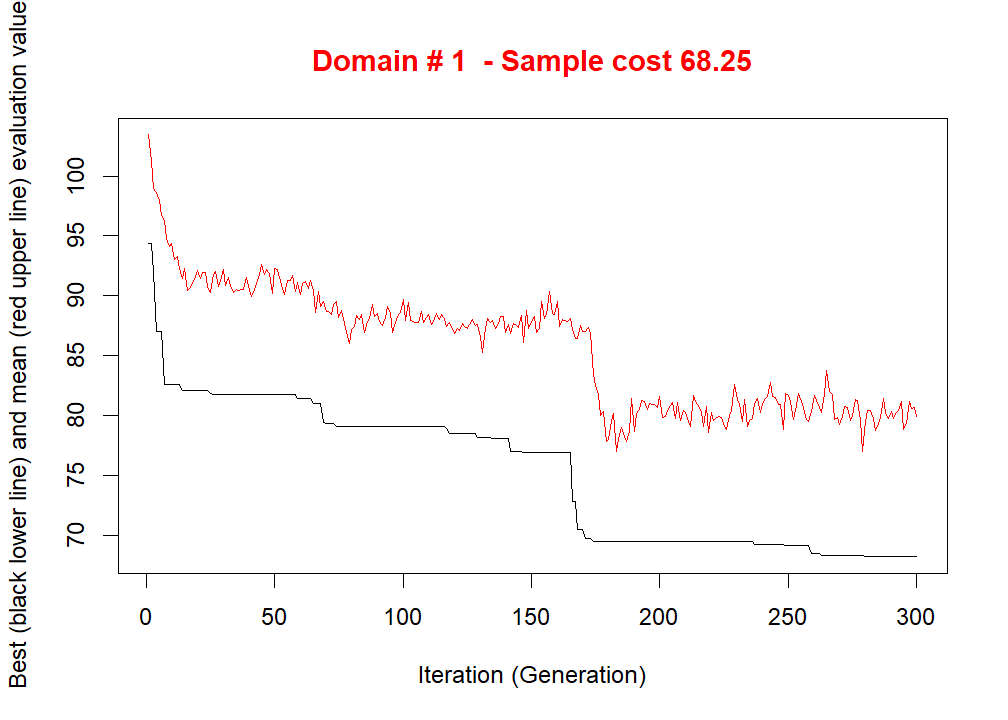 Domain # 1  - Sample cost 68.25
Best (black lower line) and mean (red upper line) evaluation value
100
95
90
85
80
75
70
0 50 100 150 200 250 300
Iteration (Generation)